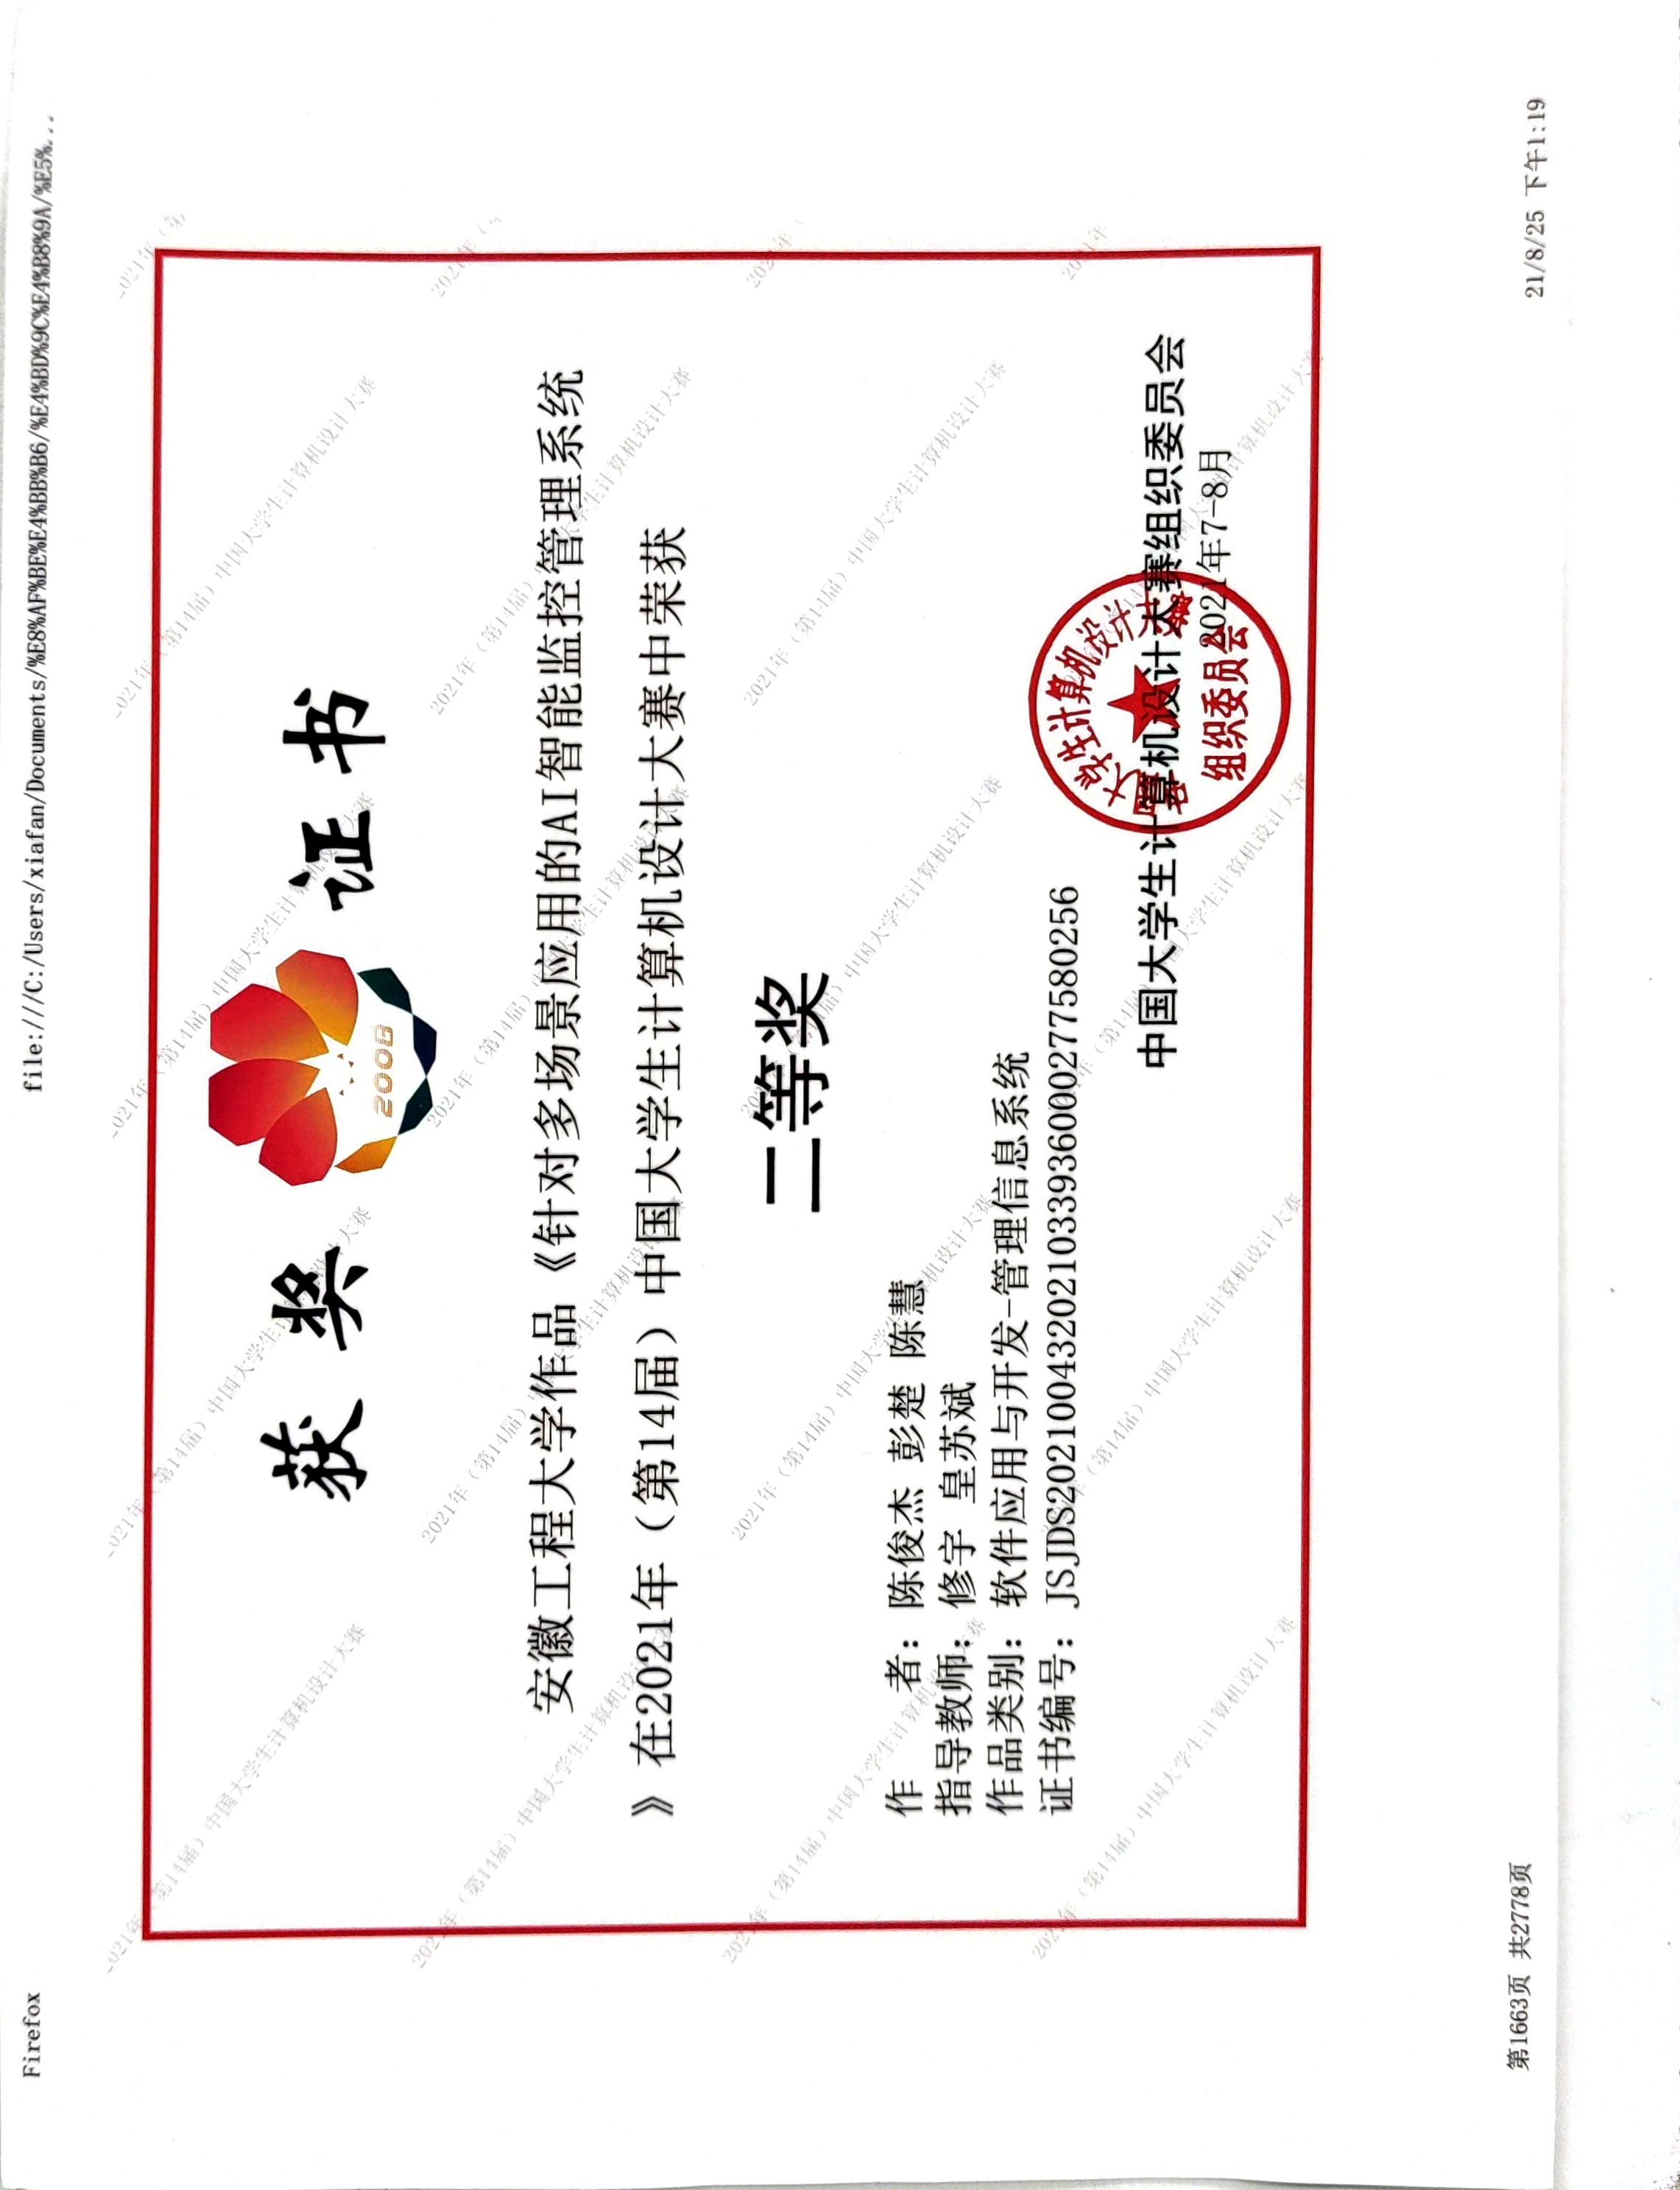 Firefox
file:///C:/Users/xiafan/Documents/%E8%AF%BE%E4%BB%B6/%E4%BD%9C%E4%B8%9A/%E5%...
获奖 证书
2008
安徽工程大学作品《针对多场景应用的AI智能监控管理系统
》在2021年（第14届）中国大学生计算机设计大赛中荣获
二等奖
作　　者：陈俊杰 彭楚 陈慧
指导教师：修宇 皇苏斌
作品类别：软件应用与开发-管理信息系统
证书编号：JSJDS20210043202103393600027758​0256
中国大学生计算机设计大赛组织委员会
2021年7-8月
中国大学生计算机设计大赛
组织委员会
2021年（第14届）中国大学生计算机设计大赛
第1663页 共2778页
21/8/25 下午1:19